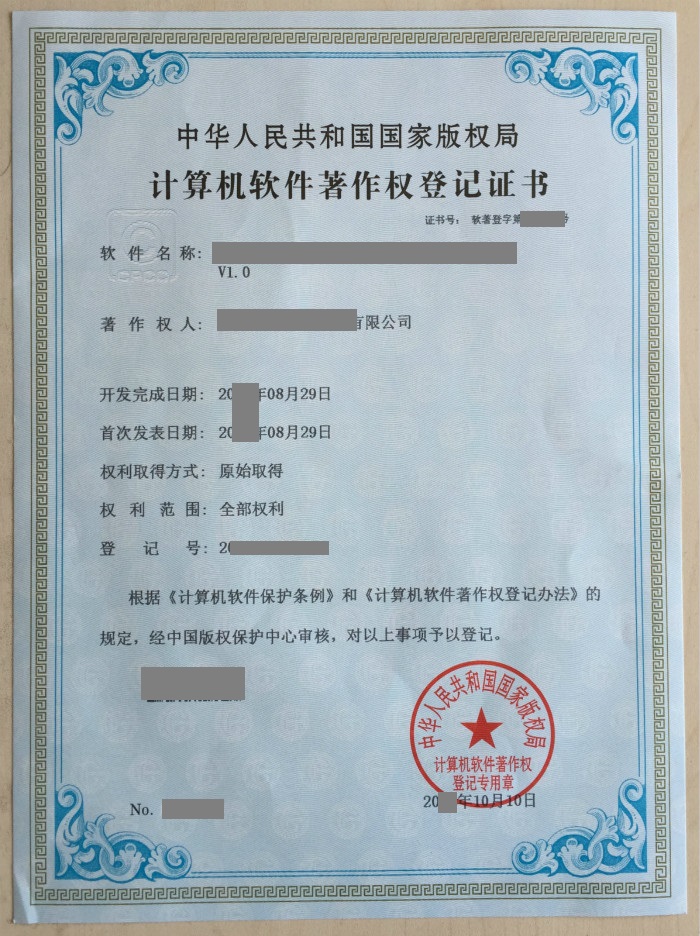 中华人民共和国国家版权局
计算机软件著作权登记证书
证书号： 软著登字第 号
软件名称：
V1.0
著作权人： 有限公司
开发完成日期： 20 年08月29日
首次发表日期： 20 年08月29日
权利取得方式： 原始取得
权利范围： 全部权利
登记号： 20
根据《计算机软件保护条例》和《计算机软件著作权登记办法》的
规定，经中国版权保护中心审核，对以上事项予以登记。
中华人民共和国国家版权局
计算机软件著作权
登记专用章
No.
20 年10月10日
CPCC